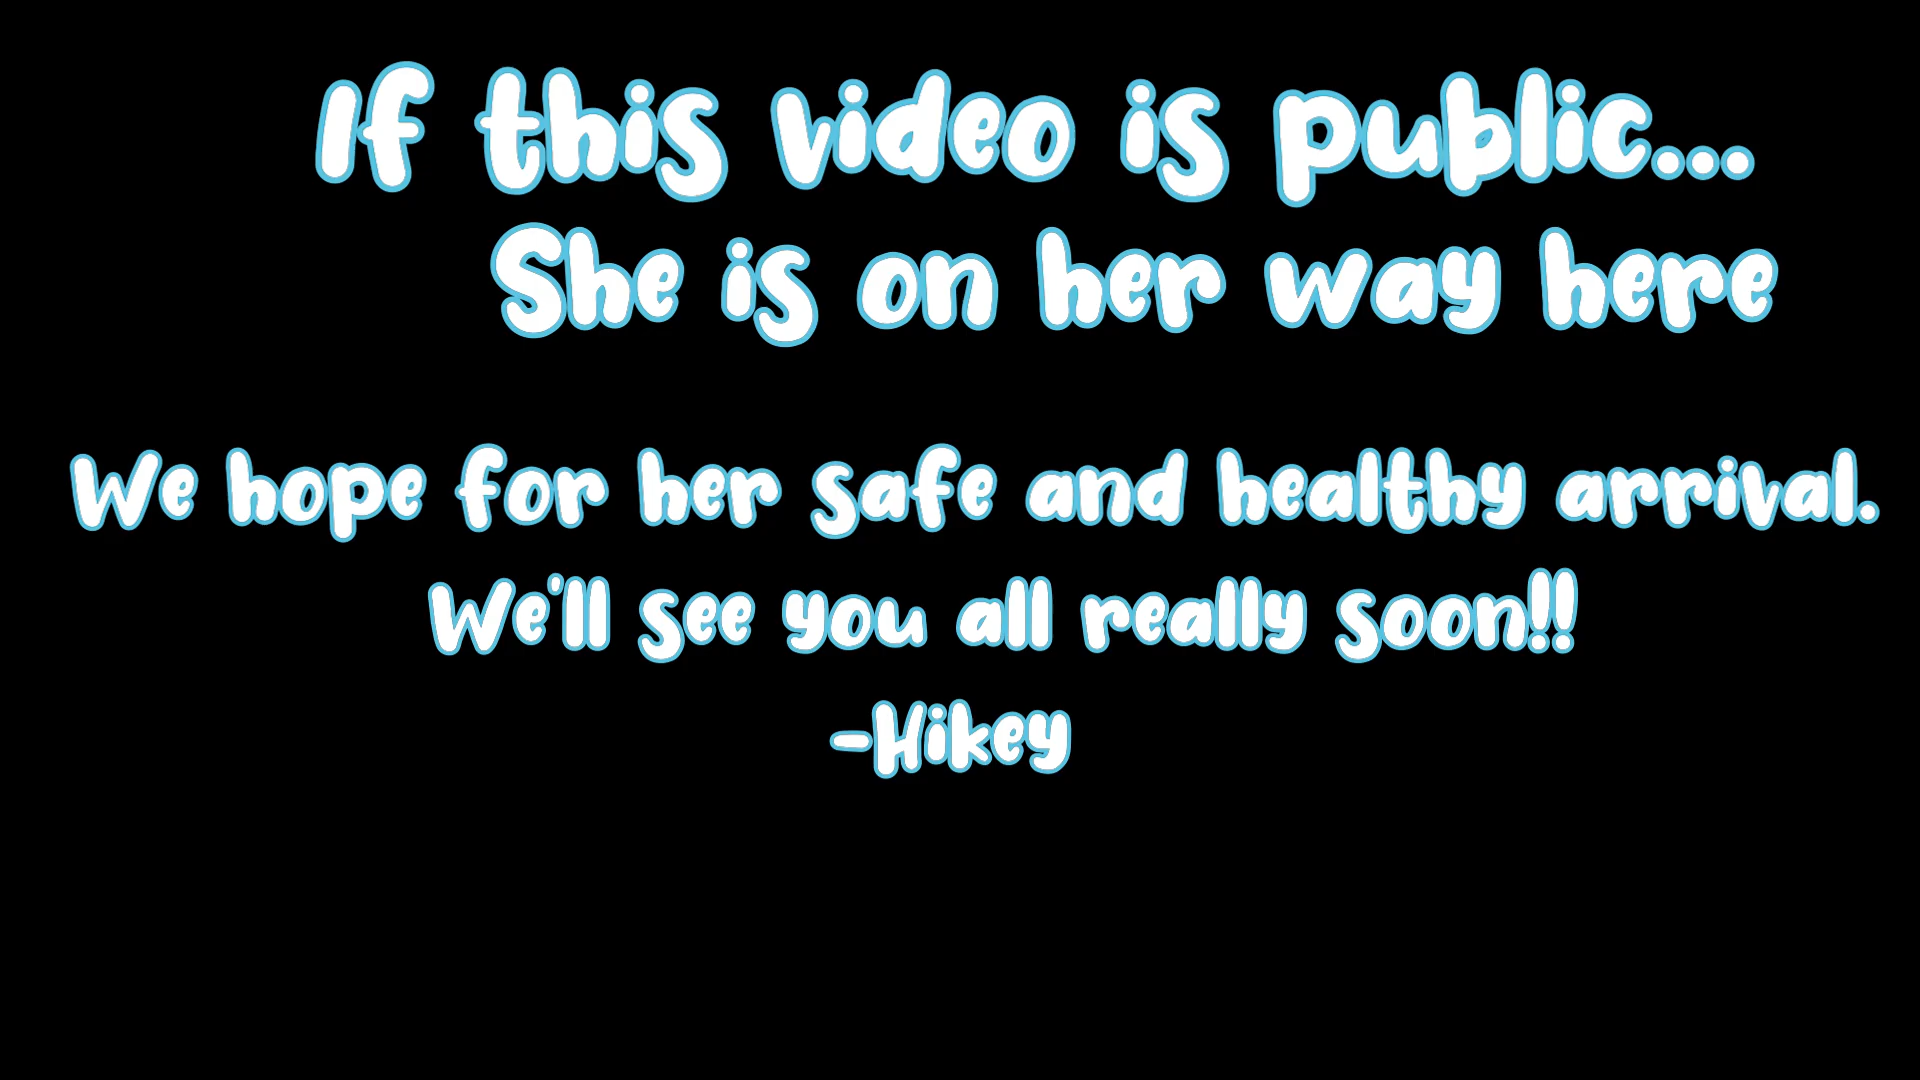 If this video is public...
She is on her way here
We hope for her safe and healthy arrival.
We'll see you all really soon!!
-Hikey